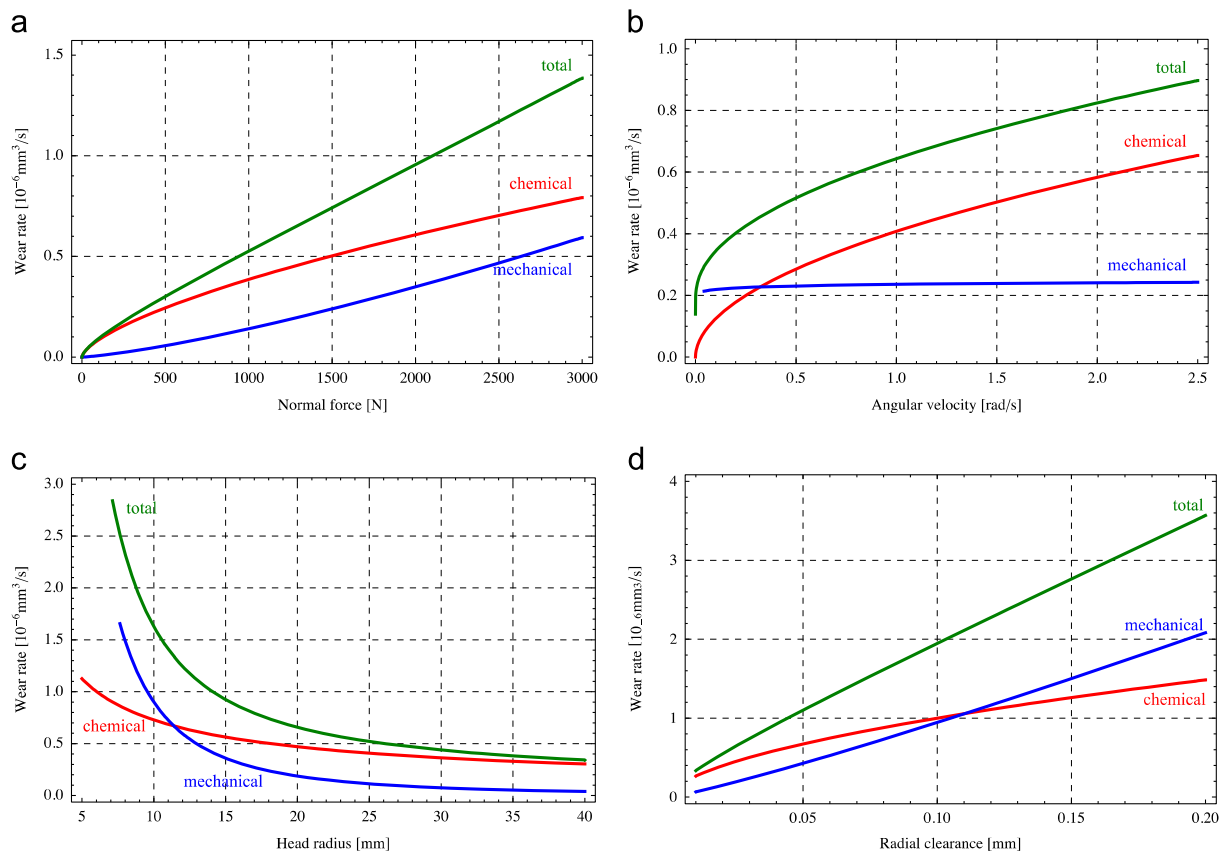 a
Wear rate [10⁻⁶mm³/s]
1.5
1.0
0.5
0.0
total
chemical
mechanical
0 500 1000 1500 2000 2500 3000
Normal force [N]
b
Wear rate [10⁻⁶mm³/s]
1.0
0.8
0.6
0.4
0.2
0.0
total
chemical
mechanical
0.0 0.5 1.0 1.5 2.0 2.5
Angular velocity [rad/s]
c
Wear rate [10⁻⁶mm³/s]
3.0
2.5
2.0
1.5
1.0
0.5
0.0
total
chemical
mechanical
5 10 15 20 25 30 35 40
Head radius [mm]
d
Wear rate [10_6mm3/s]
4
3
2
1
0
total
mechanical
chemical
0.05 0.10 0.15 0.20
Radial clearance [mm]